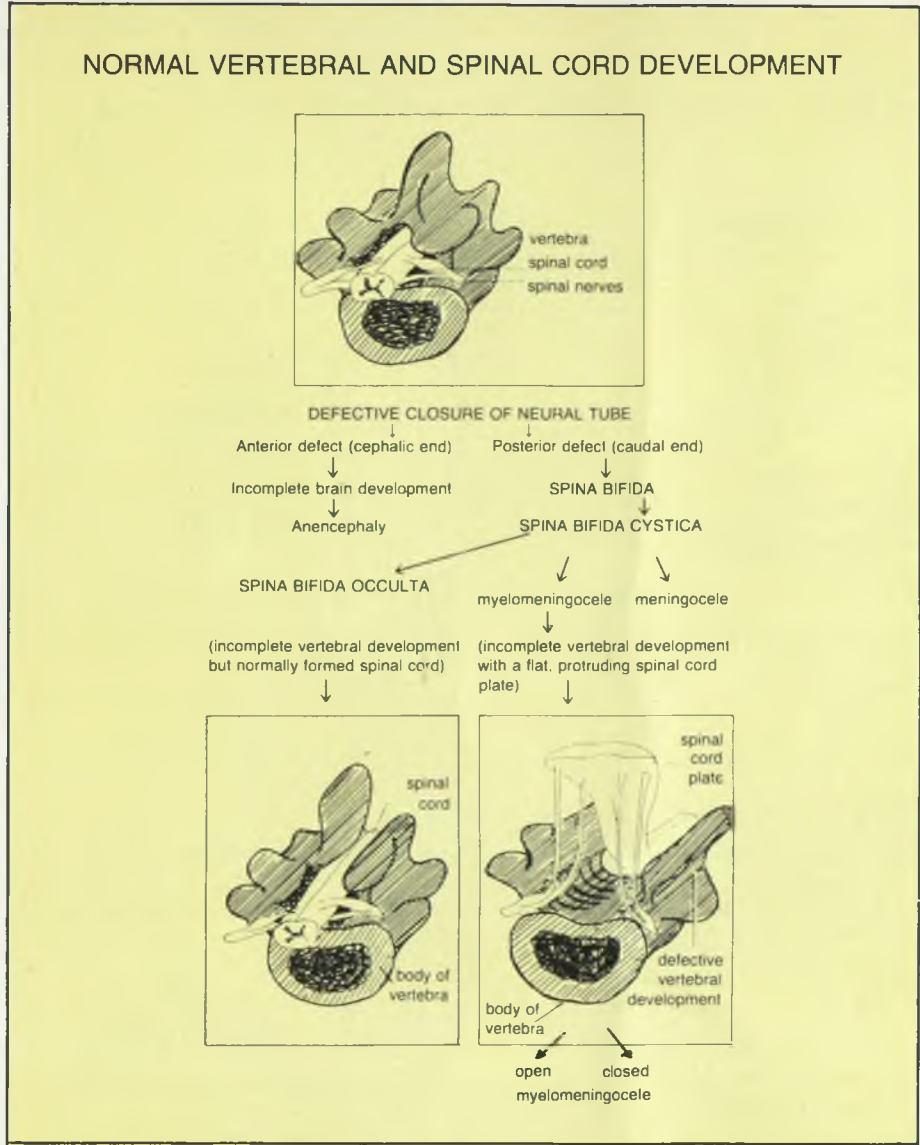 NORMAL VERTEBRAL AND SPINAL CORD DEVELOPMENT
vertebra
spinal cord
spinal nerves
DEFECTIVE CLOSURE OF NEURAL TUBE
Anterior defect (cephalic end)
Incomplete brain development
Anencephaly
Posterior defect (caudal end)
SPINA BIFIDA
SPINA BIFIDA CYSTICA
SPINA BIFIDA OCCULTA
myelomeningocele meningocele
(incomplete vertebral development
but normally formed spinal cord)
(incomplete vertebral development
with a flat, protruding spinal cord
plate)
spinal
cord
body of
vertebra
spinal
cord
plate
defective
vertebral
development
body of
vertebra
open closed
myelomeningocele